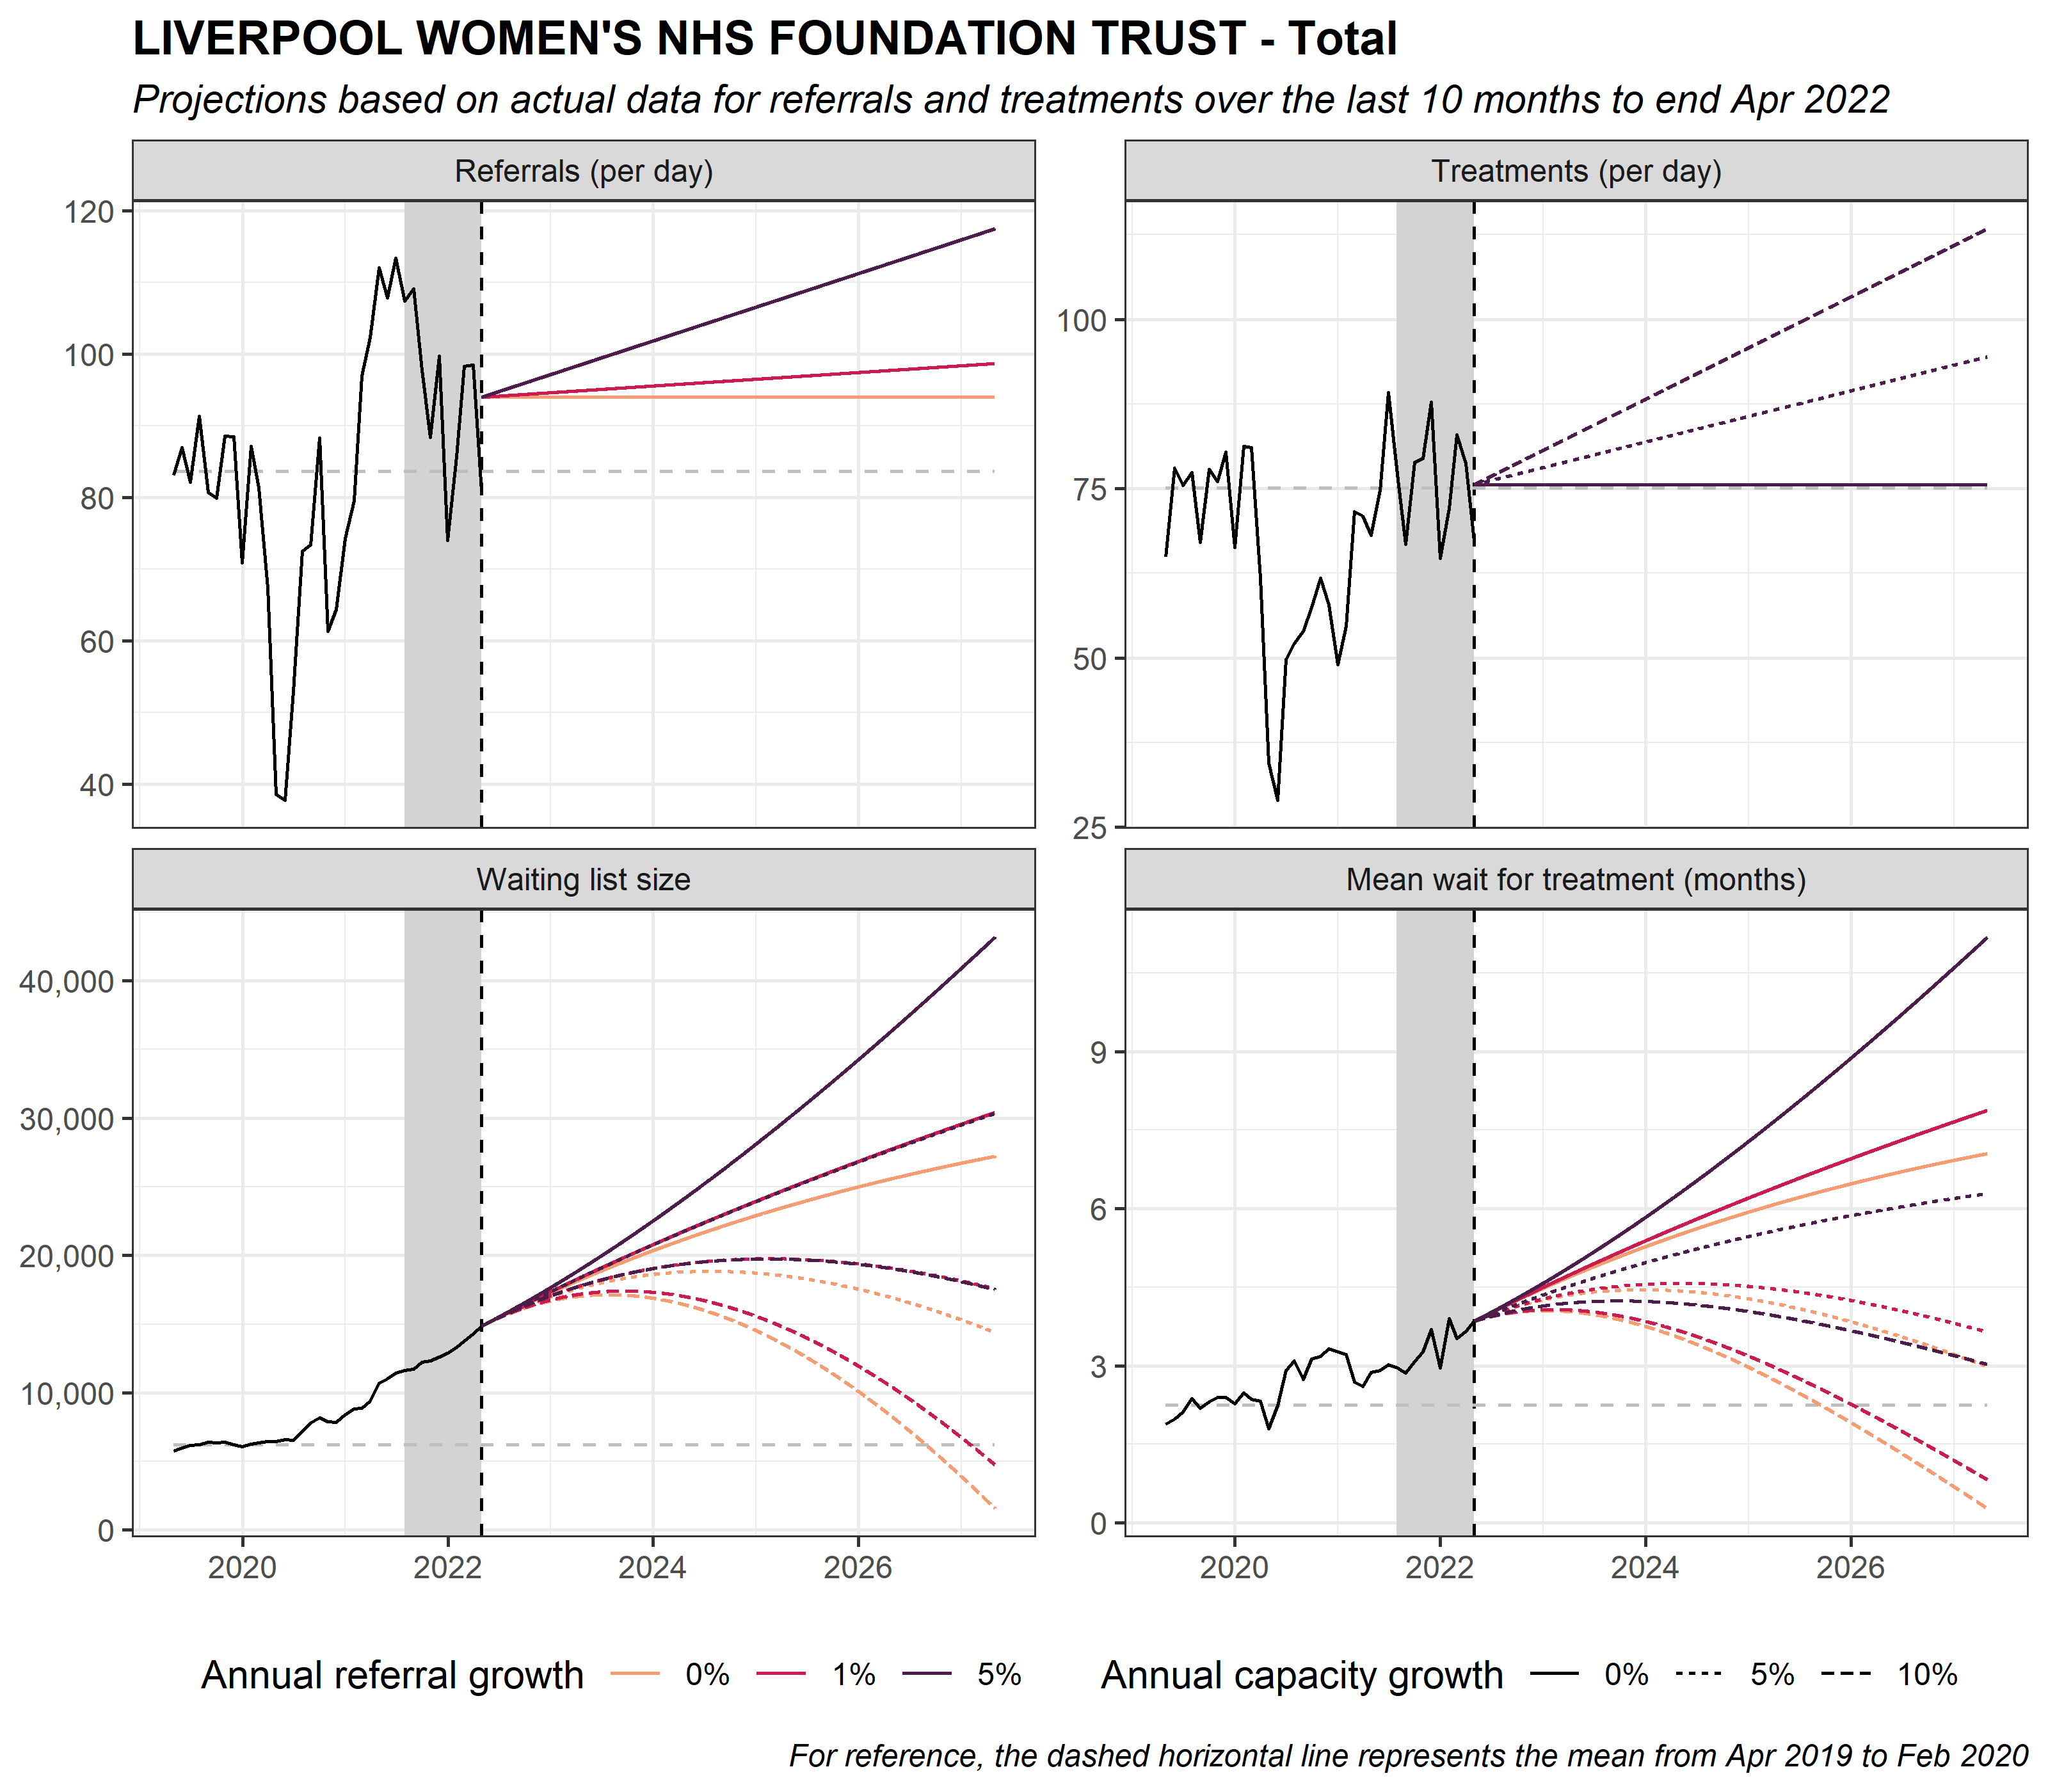 LIVERPOOL WOMEN'S NHS FOUNDATION TRUST - Total
Projections based on actual data for referrals and treatments over the last 10 months to end Apr 2022
Referrals (per day)
120
100
80
60
40
Treatments (per day)
100
75
50
25
Waiting list size
40,000
30,000
20,000
10,000
0
2020 2022 2024 2026
Mean wait for treatment (months)
9
6
3
0
2020 2022 2024 2026
Annual referral growth 0% 1% 5%
Annual capacity growth 0% 5% 10%
For reference, the dashed horizontal line represents the mean from Apr 2019 to Feb 2020